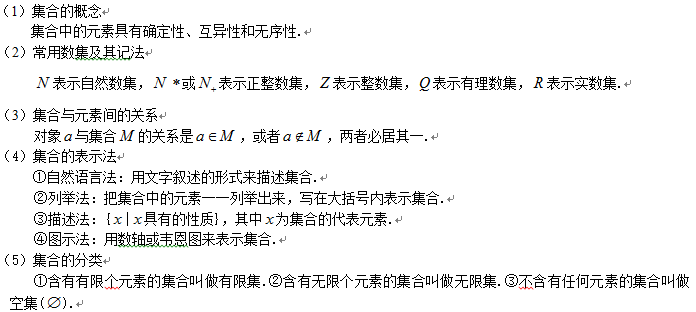 （1）集合的概念
集合中的元素具有确定性、互异性和无序性.
（2）常用数集及其记法
N表示自然数集，N *或N+表示正整数集，Z表示整数集，Q表示有理数集，R表示实数集.
（3）集合与元素间的关系
对象a与集合M的关系是a∈M，或者a∉M，两者必居其一.
（4）集合的表示法
①自然语言法：用文字叙述的形式来描述集合.
②列举法：把集合中的元素一一列举出来，写在大括号内表示集合.
③描述法：{x|x具有的性质}，其中x为集合的代表元素.
④图示法：用数轴或韦恩图来表示集合.
（5）集合的分类
①含有有限个元素的集合叫做有限集.②含有无限个元素的集合叫做无限集.③不含有任何元素的集合叫做
空集(∅).